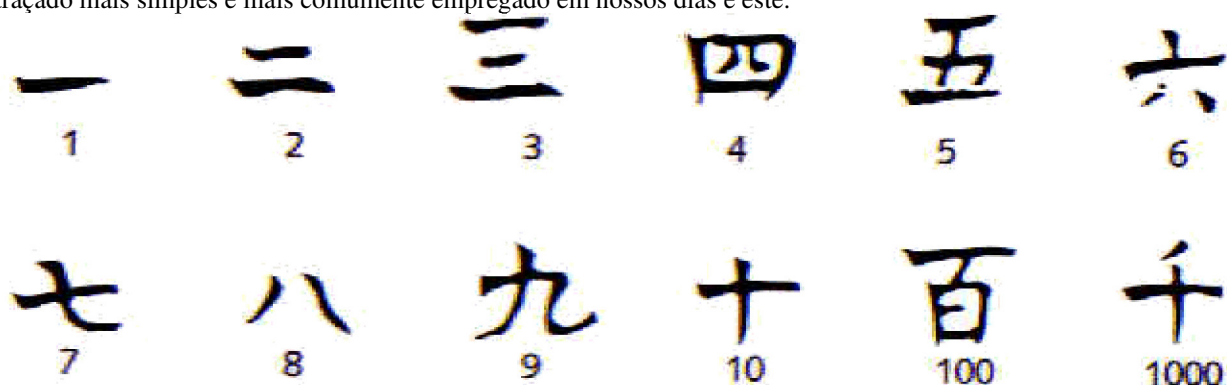 traçado mais simples e mais comumente empregado em nossos dias é este:
一 二 三 四 五 六
1 2 3 4 5 6
七 八 九 十 百 千
7 8 9 10 100 1000